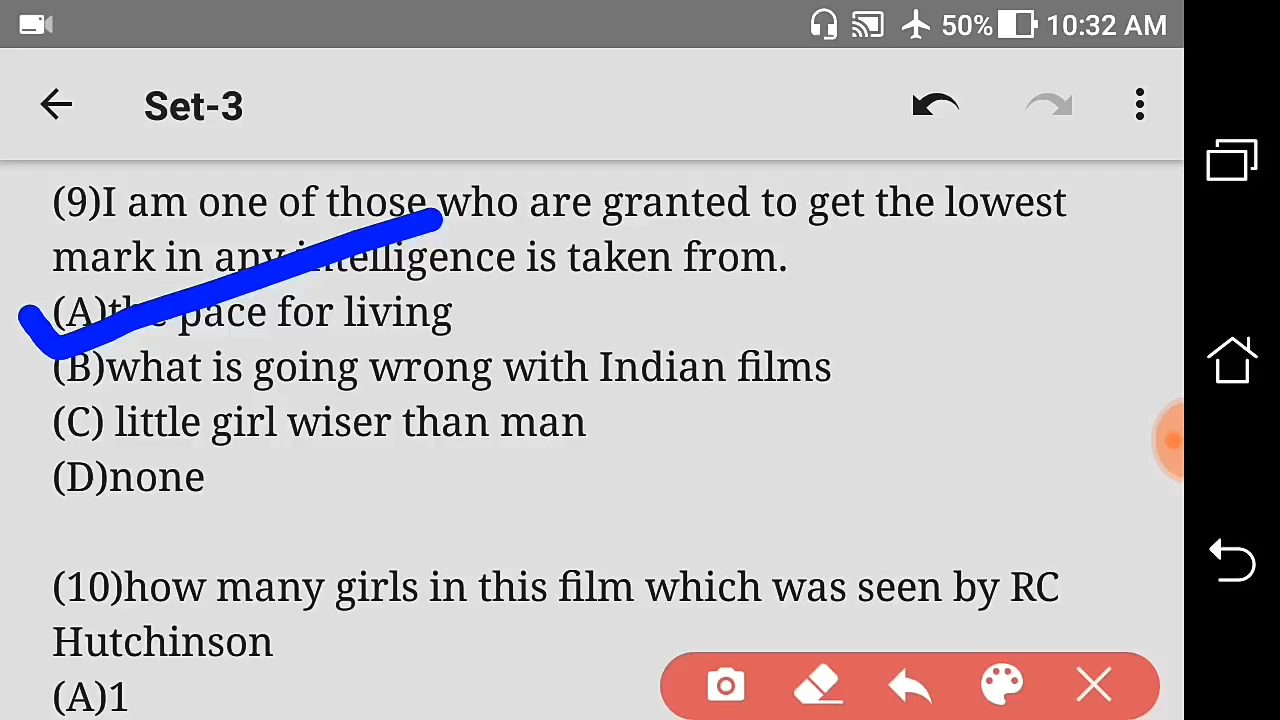 50% 10:32 AM
Set-3
(9)I am one of those who are granted to get the lowest
mark in any intelligence is taken from.
(A)the pace for living
(B)what is going wrong with Indian films
(C) little girl wiser than man
(D)none
(10)how many girls in this film which was seen by RC
Hutchinson
(A)1